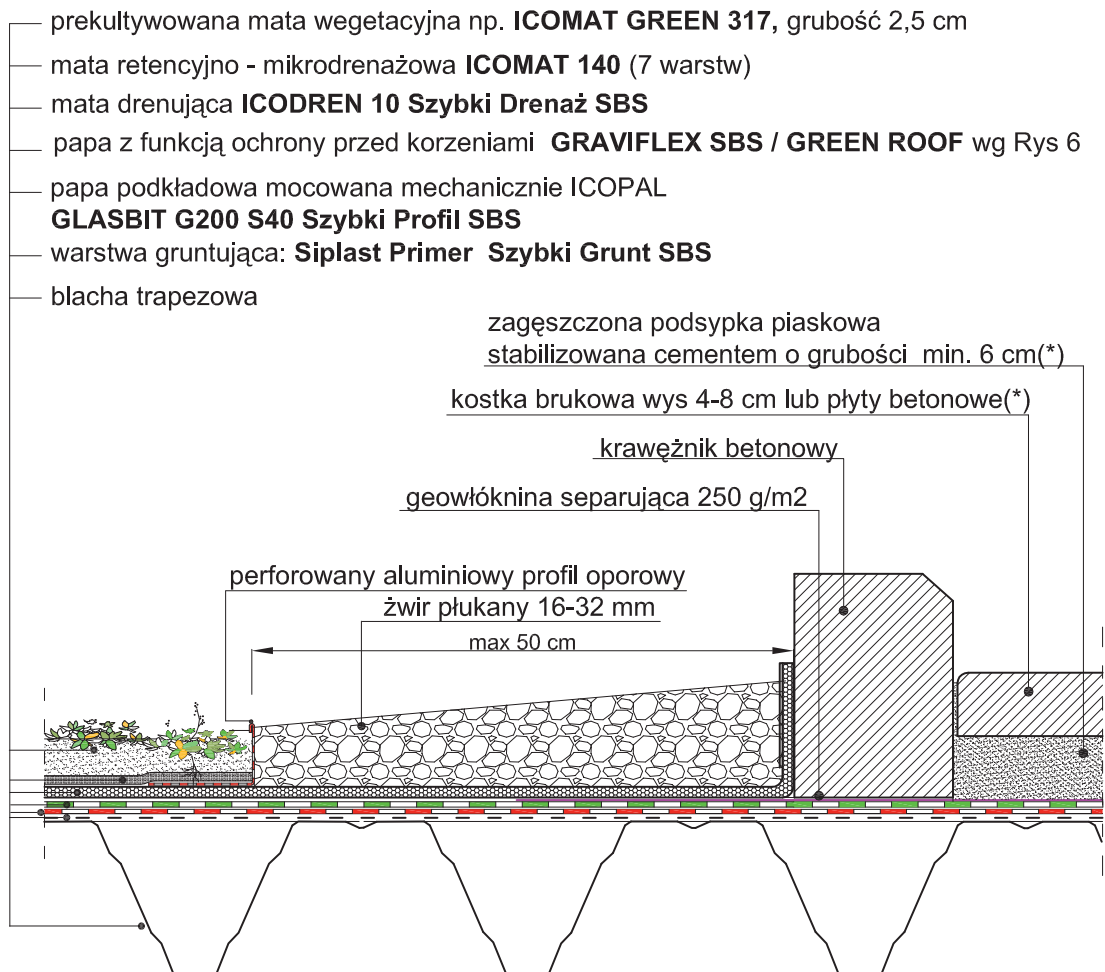 prekultywowana mata wegetacyjna np. ICOMAT GREEN 317, grubość 2,5 cm
mata retencyjno - mikrodrenażowa ICOMAT 140 (7 warstw)
mata drenująca ICODREN 10 Szybki Drenaż SBS
papa z funkcją ochrony przed korzeniami GRAVIFLEX SBS / GREEN ROOF wg Rys 6
papa podkładowa mocowana mechanicznie ICOPAL
GLASBIT G200 S40 Szybki Profil SBS
warstwa gruntująca: Siplast Primer Szybki Grunt SBS
blacha trapezowa
zagęszczona podsypka piaskowa
stabilizowana cementem o grubości min. 6 cm(*)
kostka brukowa wys 4-8 cm lub płyty betonowe(*)
krawężnik betonowy
geowłóknina separująca 250 g/m2
perforowany aluminiowy profil oporowy
żwir płukany 16-32 mm
max 50 cm